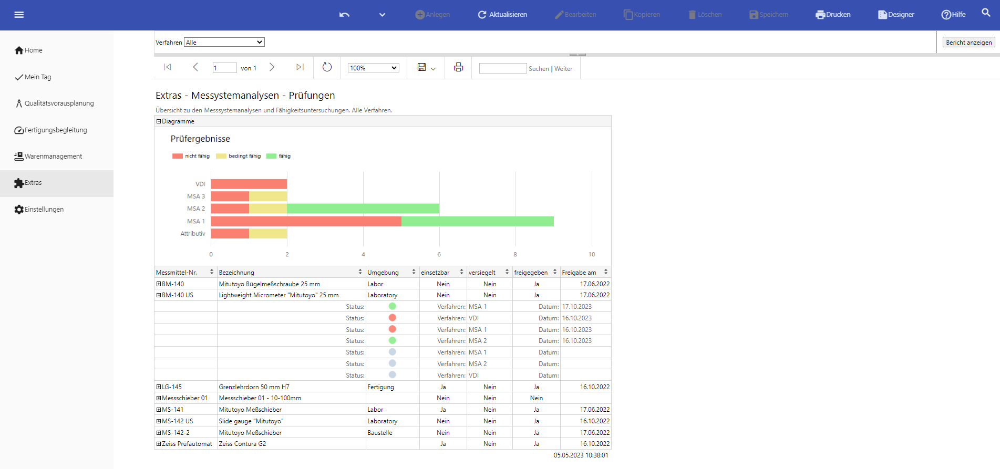 Anlegen Aktualisieren Bearbeiten Kopieren Löschen Speichern Drucken Designer Hilfe
Home
Mein Tag
Qualitätsvorausplanung
Fertigungsbegleitung
Warenmanagement
Extras
Einstellungen
Verfahren Alle Bericht anzeigen
1 von 1 100% Suchen | Weiter
Extras - Messystemanalysen - Prüfungen
Übersicht zu den Messsystemanalysen und Fähigkeitsuntersuchungen. Alle Verfahren.
Diagramme
Prüfergebnisse
nicht fähig bedingt fähig fähig
VDI
MSA 3
MSA 2
MSA 1
Attributiv
0 2 4 6 8 10
Messmittel-Nr. Bezeichnung Umgebung einsetzbar versiegelt freigegeben Freigabe am
BM-140 Mitutoyo Bügelmeßschraube 25 mm Labor Nein Nein Ja 17.06.2022
BM-140 US Lightweight Micrometer "Mitutoyo" 25 mm Laboratory Nein Nein Ja 17.06.2022
Status: Verfahren: MSA 1 Datum: 17.10.2023
Status: Verfahren: VDI Datum: 16.10.2023
Status: Verfahren: MSA 1 Datum: 16.10.2023
Status: Verfahren: MSA 2 Datum: 16.10.2023
Status: Verfahren: MSA 1 Datum:
Status: Verfahren: MSA 2 Datum:
Status: Verfahren: VDI Datum:
LG-145 Grenzlehrdorn 50 mm H7 Fertigung Ja Nein Ja 16.10.2022
Messschieber 01 Messschieber 01 - 10-100mm Nein Nein Nein
MS-141 Mitutoyo Meßschieber Labor Ja Nein Ja 17.06.2022
MS-142 US Slide gauge "Mitutoyo" Laboratory Nein Nein Ja 16.10.2022
MS-142-2 Mitutoyo Meßschieber Baustelle Nein Nein Ja 17.06.2022
Zeiss Prüfautomat Zeiss Contura G2 Ja Nein Ja 16.10.2022
05.05.2023 10:38:01